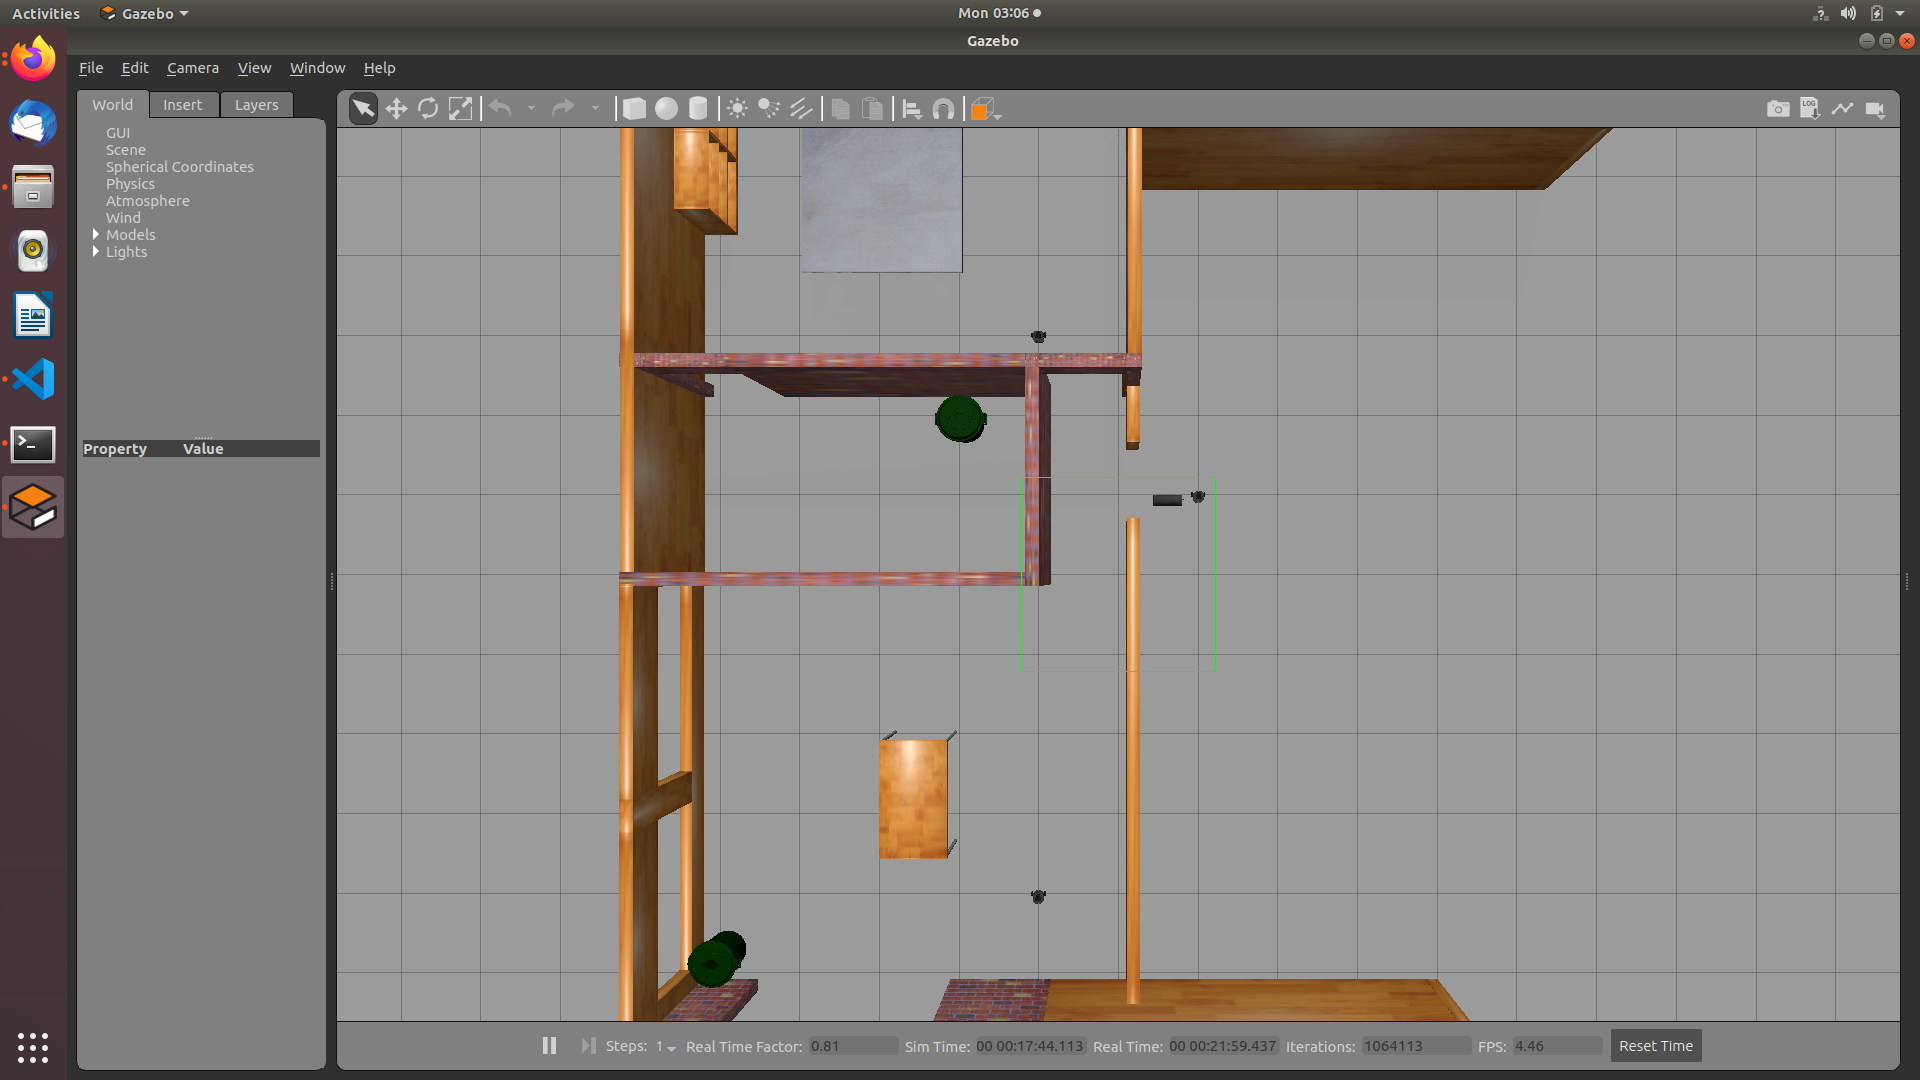 Activities Gazebo Mon 03:06
Gazebo
File Edit Camera View Window Help
World Insert Layers
LOG
GUI
Scene
Spherical Coordinates
Physics
Atmosphere
Wind
Models
Lights
Property Value
Steps: 1 Real Time Factor: 0.81 Sim Time: 00 00:17:44.113 Real Time: 00 00:21:59.437 Iterations: 1064113 FPS: 4.46 Reset Time